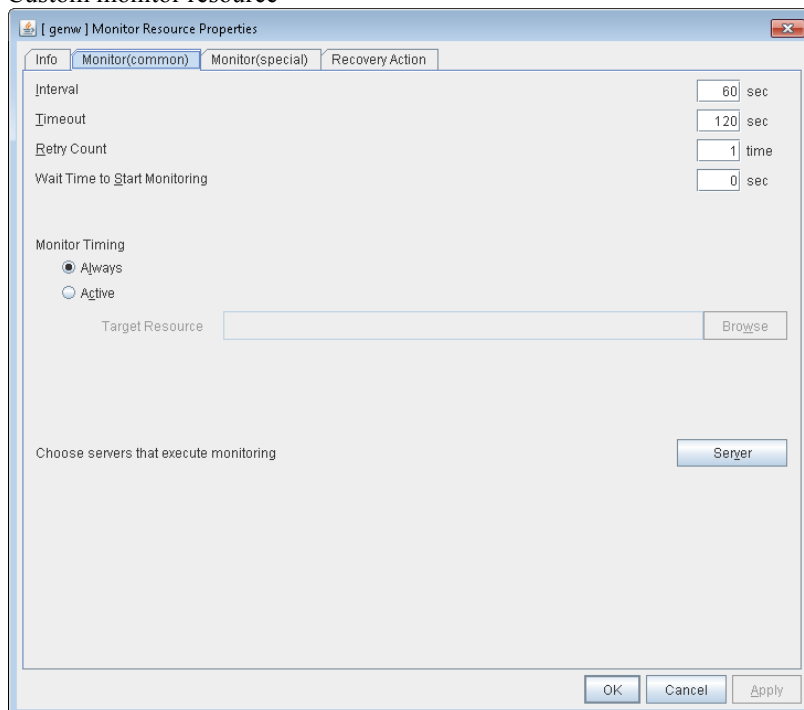 Custom monitor resource
[ genw ] Monitor Resource Properties
Info Monitor(common) Monitor(special) Recovery Action
Interval 60 sec
Timeout 120 sec
Retry Count 1 time
Wait Time to Start Monitoring 0 sec
Monitor Timing
Always
Active
Target Resource Browse
Choose servers that execute monitoring Server
OK Cancel Apply